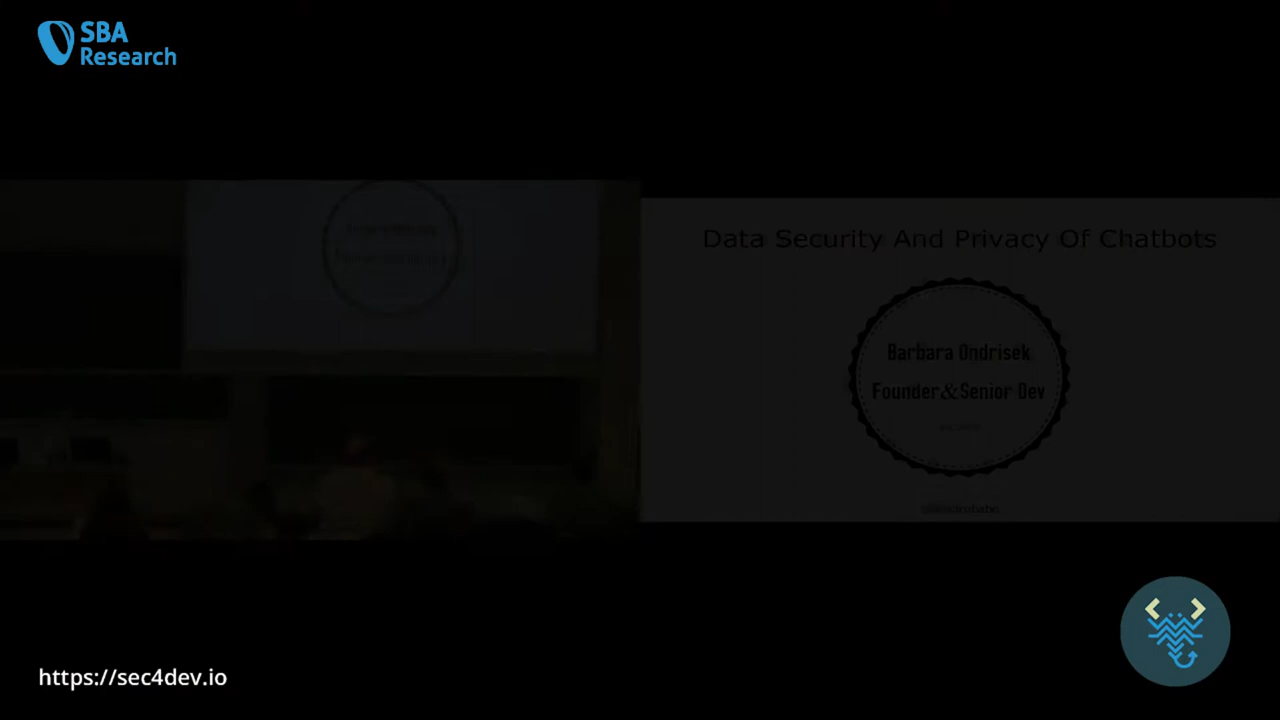 SBA
Research
Data Security And Privacy Of Chatbots
Barbara Ondrisek
Founder&Senior Dev
https://sec4dev.io